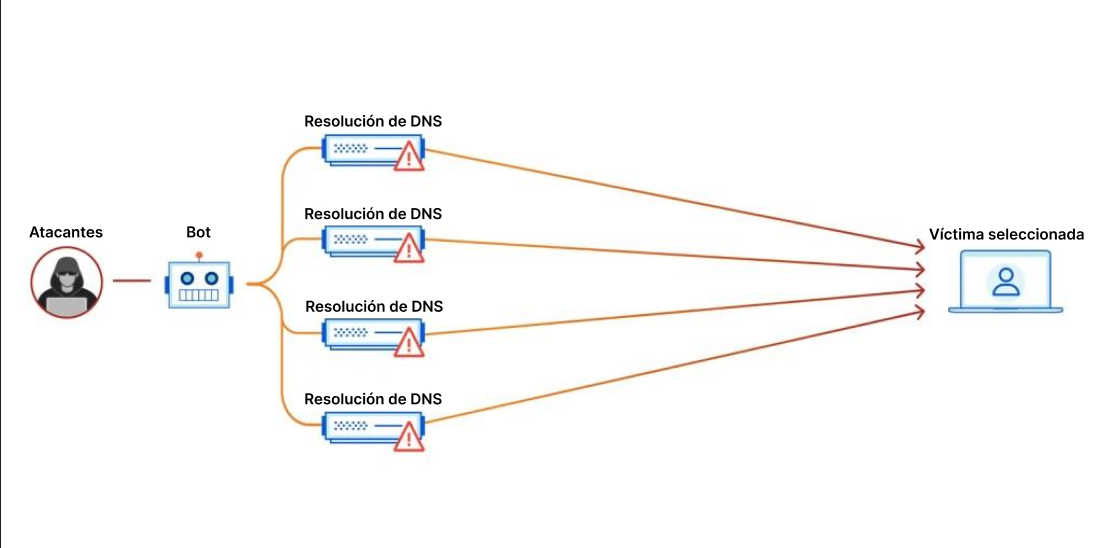 Resolución de DNS
Resolución de DNS
Atacantes
Bot
Víctima seleccionada
Resolución de DNS
Resolución de DNS